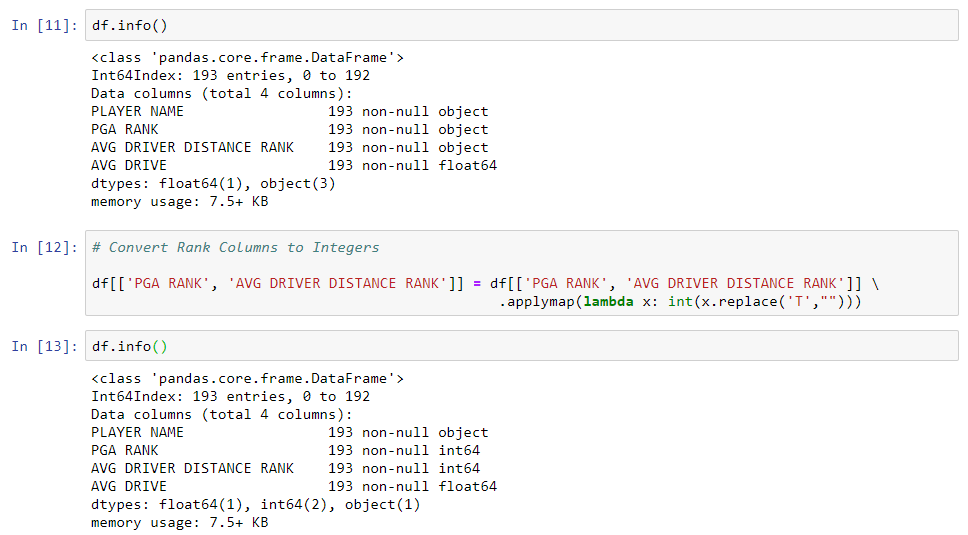 In [11]: df.info()
<class 'pandas.core.frame.DataFrame'>
Int64Index: 193 entries, 0 to 192
Data columns (total 4 columns):
PLAYER NAME                 193 non-null object
PGA RANK                    193 non-null object
AVG DRIVER DISTANCE RANK    193 non-null object
AVG DRIVE                   193 non-null float64
dtypes: float64(1), object(3)
memory usage: 7.5+ KB
In [12]: # Convert Rank Columns to Integers
df[['PGA RANK', 'AVG DRIVER DISTANCE RANK']] = df[['PGA RANK', 'AVG DRIVER DISTANCE RANK']] \
.applymap(lambda x: int(x.replace('T',"")))
In [13]: df.info()
<class 'pandas.core.frame.DataFrame'>
Int64Index: 193 entries, 0 to 192
Data columns (total 4 columns):
PLAYER NAME                 193 non-null object
PGA RANK                    193 non-null int64
AVG DRIVER DISTANCE RANK    193 non-null int64
AVG DRIVE                   193 non-null float64
dtypes: float64(1), int64(2), object(1)
memory usage: 7.5+ KB